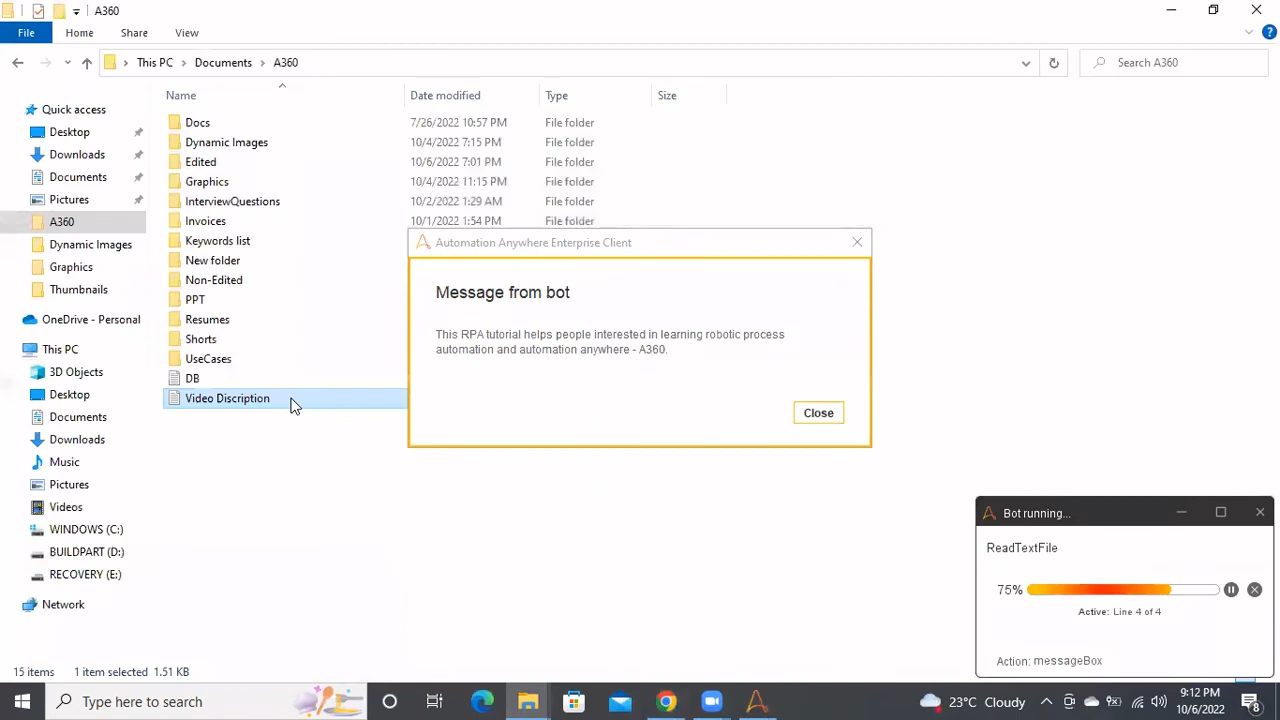 A360
File
Home
Share
View
This PC
Documents
A360
Search A360
Name
Date modified
Type
Size
Quick access
Desktop
Downloads
Documents
Pictures
A360
Dynamic Images
Graphics
Thumbnails
OneDrive - Personal
This PC
3D Objects
Desktop
Documents
Downloads
Music
Pictures
Videos
WINDOWS (C:)
BUILDPART (D:)
RECOVERY (E:)
Network
Docs 7/26/2022 10:57 PM File folder
Dynamic Images 10/4/2022 7:15 PM File folder
Edited 10/6/2022 7:01 PM File folder
Graphics 10/4/2022 11:15 PM File folder
InterviewQuestions 10/2/2022 1:29 AM File folder
Invoices 10/1/2022 1:54 PM File folder
Keywords list
New folder
Non-Edited
PPT
Resumes
Shorts
UseCases
DB
Video Discription
Automation Anywhere Enterprise Client
Message from bot
This RPA tutorial helps people interested in learning robotic process
automation and automation anywhere - A360.
Close
Bot running...
ReadTextFile
75%
Active: Line 4 of 4
Action: messageBox
15 items 1 item selected 1.51 KB
Type here to search
23°C Cloudy
9:12 PM
10/6/2022
8